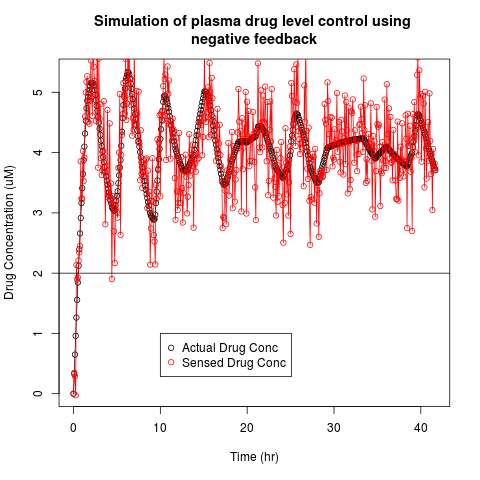 Simulation of plasma drug level control using
negative feedback
Drug Concentration (uM)
5
4
3
2
1
0
Actual Drug Conc
Sensed Drug Conc
0 10 20 30 40
Time (hr)